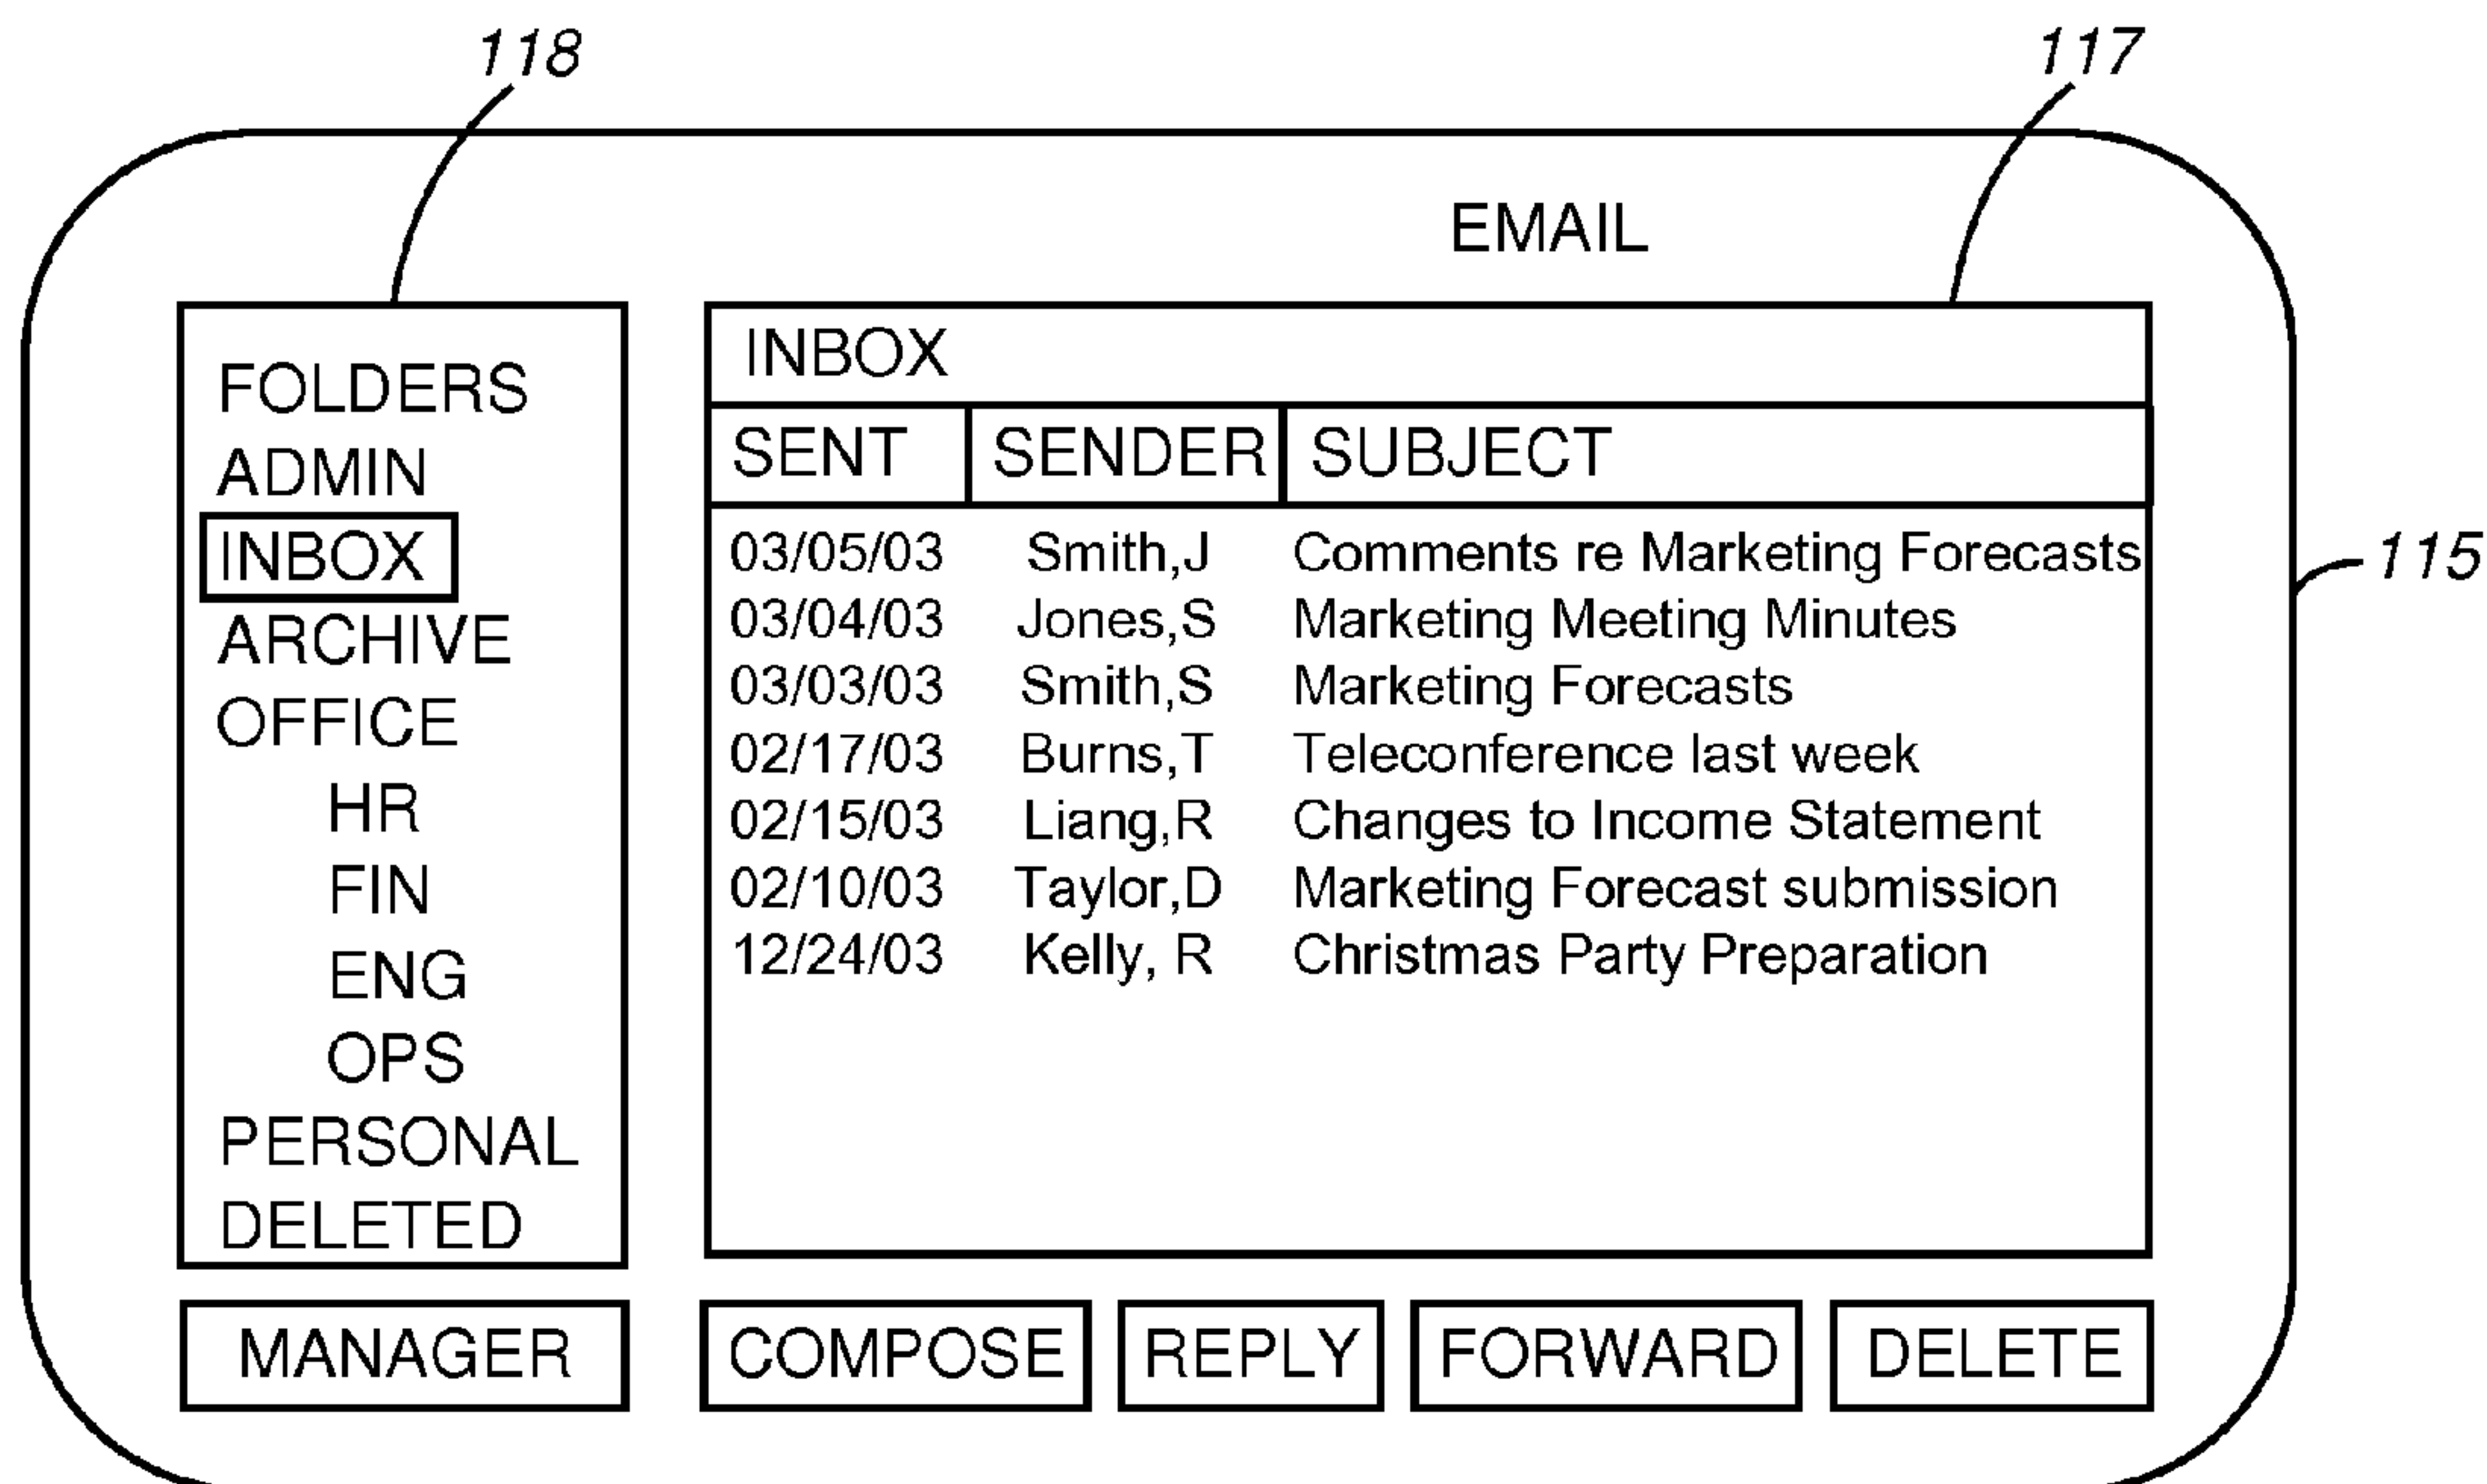 118
117
EMAIL
FOLDERS
ADMIN
INBOX
ARCHIVE
OFFICE
HR
FIN
ENG
OPS
PERSONAL
DELETED
INBOX
SENT SENDER SUBJECT
03/05/03 Smith,J Comments re Marketing Forecasts
03/04/03 Jones,S Marketing Meeting Minutes
03/03/03 Smith,S Marketing Forecasts
02/17/03 Burns,T Teleconference last week
02/15/03 Liang,R Changes to Income Statement
02/10/03 Taylor,D Marketing Forecast submission
12/24/03 Kelly, R Christmas Party Preparation
115
MANAGER COMPOSE REPLY FORWARD DELETE